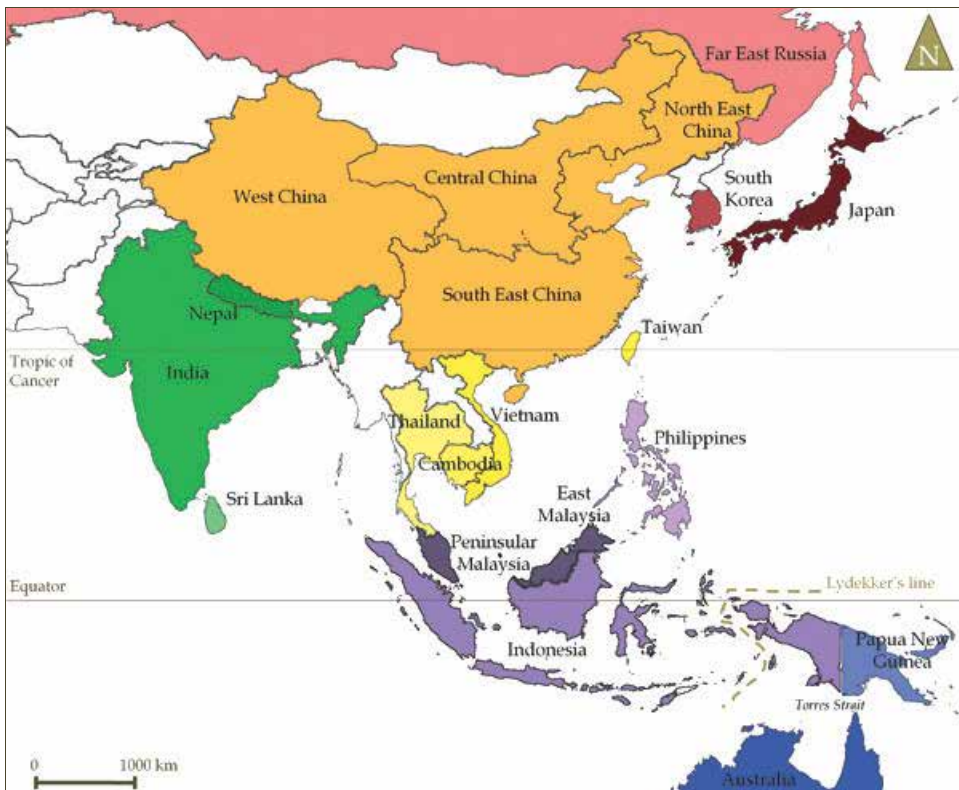 Far East Russia
N
North East
China
Central China
West China
South
Korea
Japan
South East China
Nepal
Taiwan
Tropic of
Cancer
India
Thailand
Vietnam
Philippines
Cambodia
Sri Lanka
East
Malaysia
Peninsular
Malaysia
Equator
Lydekker's line
Indonesia
Papua New
Guinea
Torres Strait
0
1000 km
Australia